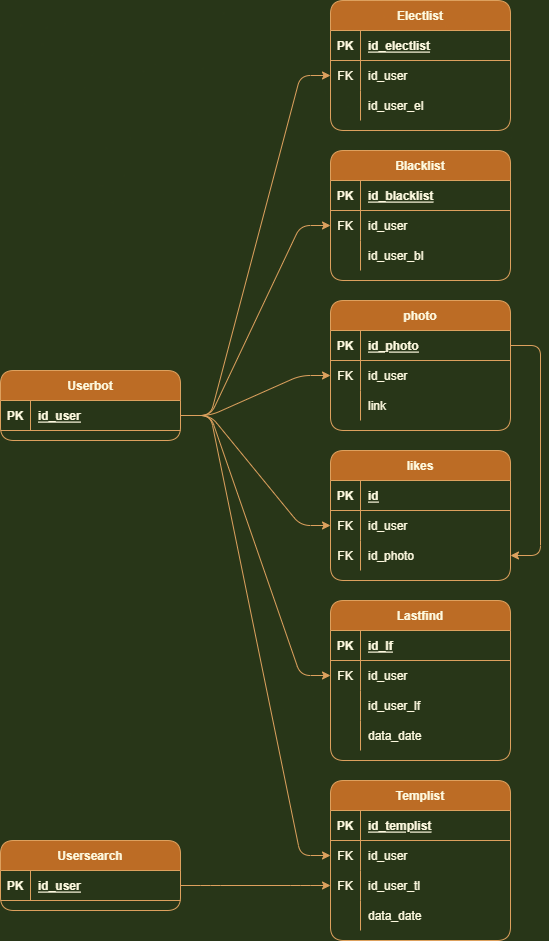 Electlist
PK id_electlist
FK id_user
id_user_el
Blacklist
PK id_blacklist
FK id_user
id_user_bl
photo
PK id_photo
FK id_user
link
Userbot
PK id_user
likes
PK id
FK id_user
FK id_photo
Lastfind
PK id_lf
FK id_user
id_user_lf
data_date
Templist
PK id_templist
FK id_user
FK id_user_tl
data_date
Usersearch
PK id_user